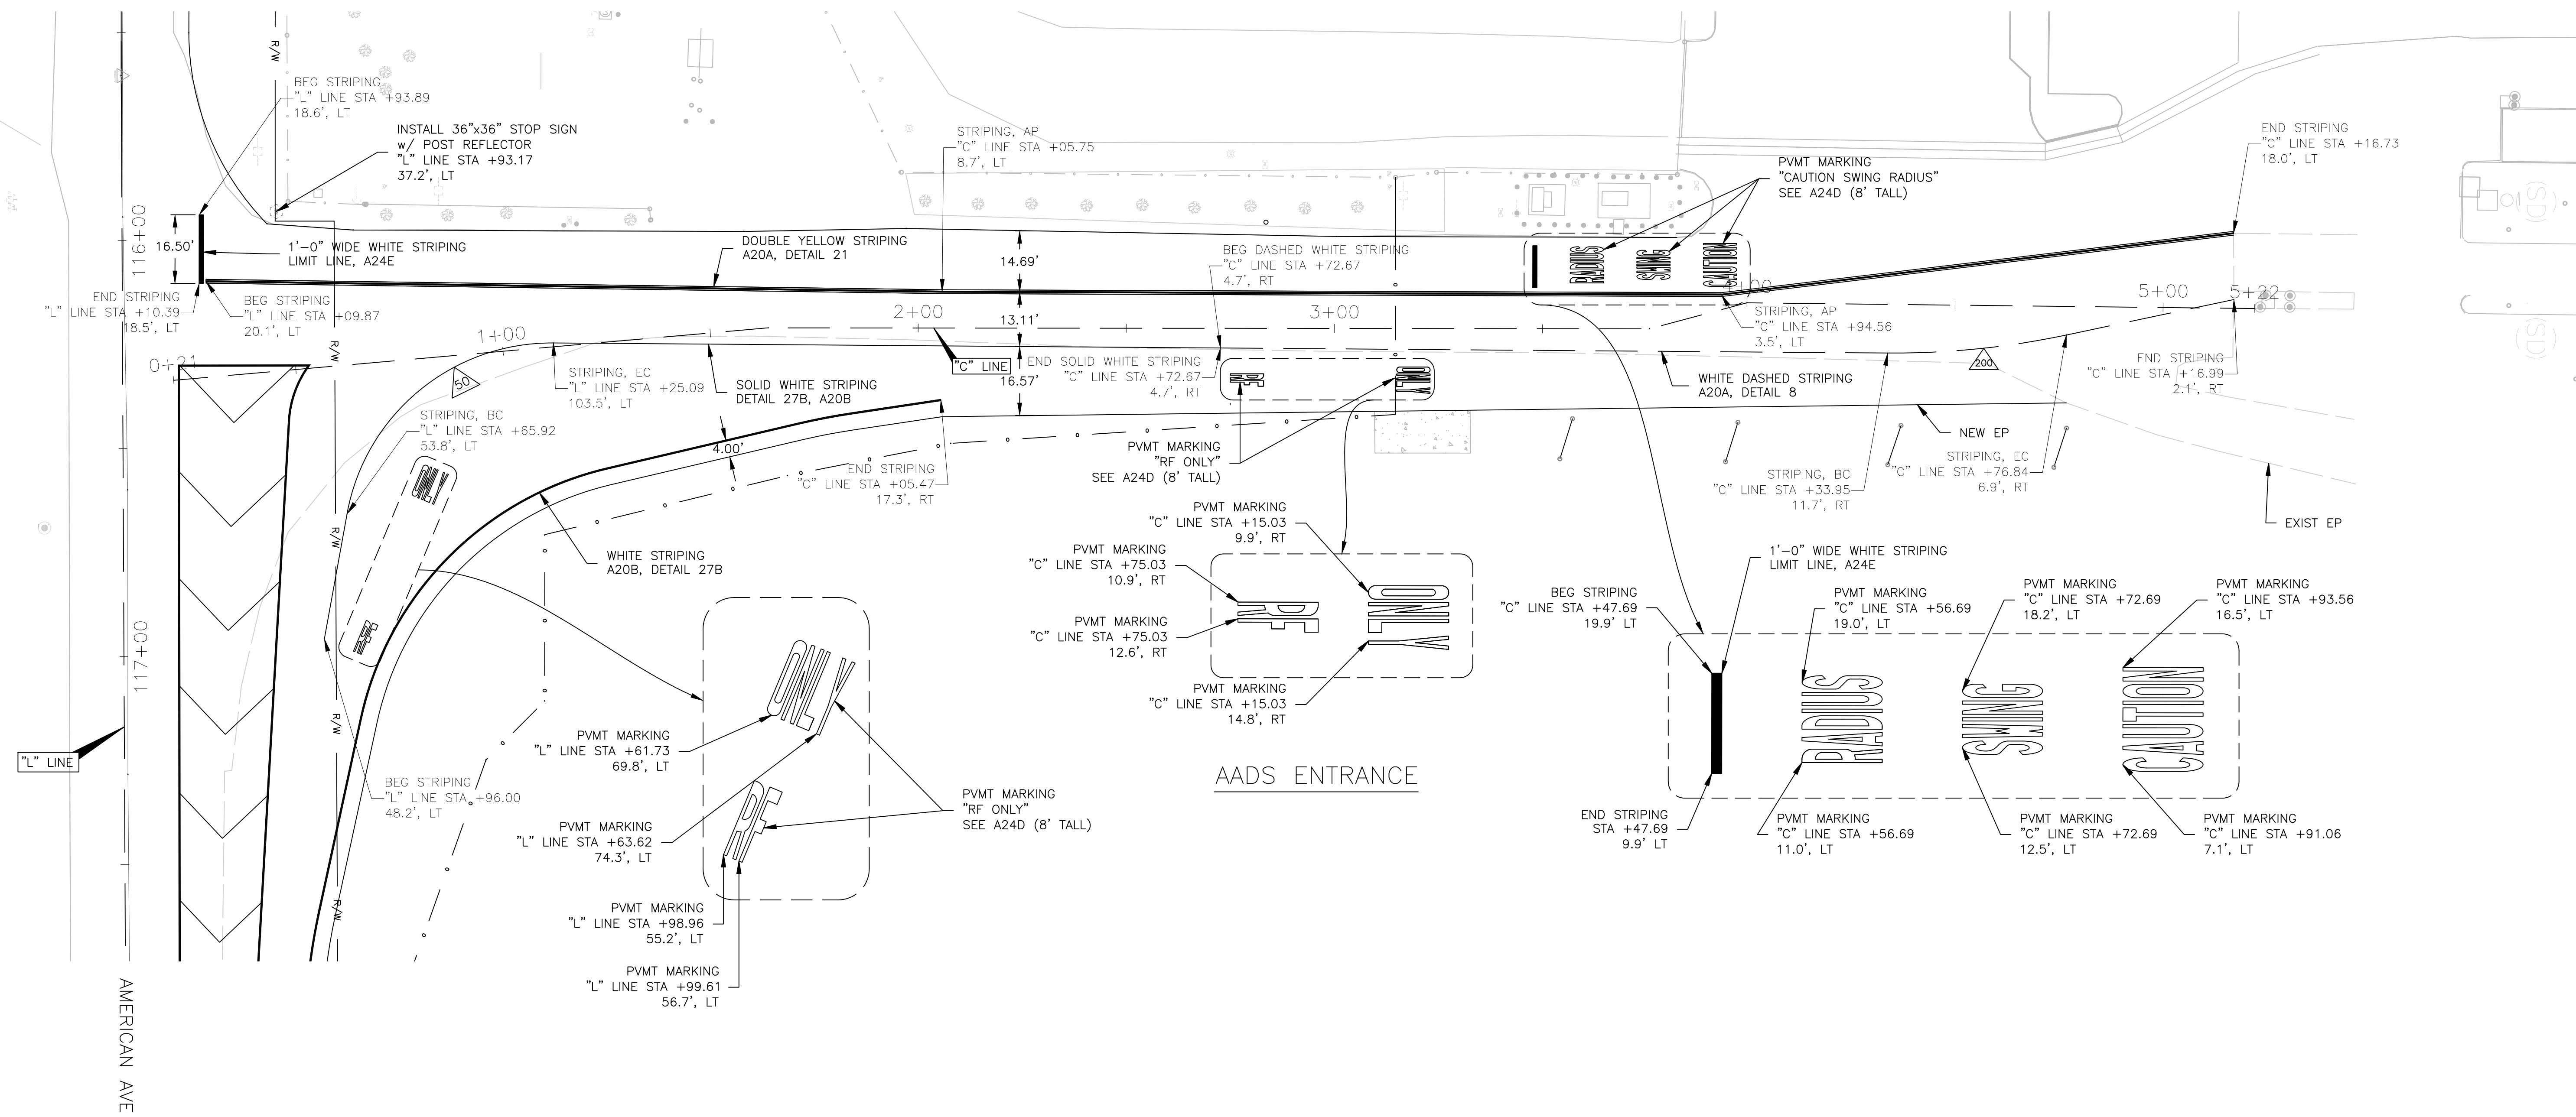 R/W
BEG STRIPING
"L" LINE STA +93.89
18.6', LT
INSTALL 36"x36" STOP SIGN
w/ POST REFLECTOR
"L" LINE STA +93.17
37.2', LT
STRIPING, AP
"C" LINE STA +05.75
8.7', LT
PVMT MARKING
"CAUTION SWING RADIUS"
SEE A24D (8' TALL)
END STRIPING
"C" LINE STA +16.73
18.0', LT
116+00
16.50'
1'-0" WIDE WHITE STRIPING
LIMIT LINE, A24E
DOUBLE YELLOW STRIPING
A20A, DETAIL 21
14.69'
BEG DASHED WHITE STRIPING
"C" LINE STA +72.67
4.7', RT
RADIUS
SWING
CAUTION
END STRIPING
"L" LINE STA +10.39
18.5', LT
BEG STRIPING
"L" LINE STA +09.87
20.1', LT
1+00
2+00
3+00
4+00
5+00
5+22
13.11'
STRIPING, AP
"C" LINE STA +94.56
3.5', LT
R/W
0+21
"C" LINE
END SOLID WHITE STRIPING
"C" LINE STA +72.67
4.7', RT
16.57'
50
STRIPING, EC
"L" LINE STA +25.09
103.5', LT
SOLID WHITE STRIPING
DETAIL 27B, A20B
RF
ONLY
WHITE DASHED STRIPING
A20A, DETAIL 8
200
END STRIPING
"C" LINE STA +16.99
2.1', RT
STRIPING, BC
"L" LINE STA +65.92
53.8', LT
4.00'
END STRIPING
"C" LINE STA +05.47
17.3', RT
PVMT MARKING
"RF ONLY"
SEE A24D (8' TALL)
NEW EP
STRIPING, BC
"C" LINE STA +33.95
11.7', RT
STRIPING, EC
"C" LINE STA +76.84
6.9', RT
EXIST EP
ONLY
R/W
RF
WHITE STRIPING
A20B, DETAIL 27B
PVMT MARKING
"C" LINE STA +15.03
9.9', RT
PVMT MARKING
"C" LINE STA +75.03
10.9', RT
PVMT MARKING
"C" LINE STA +75.03
12.6', RT
PVMT MARKING
"C" LINE STA +15.03
14.8', RT
RF
ONLY
AADS ENTRANCE
BEG STRIPING
"C" LINE STA +47.69
19.9' LT
1'-0" WIDE WHITE STRIPING
LIMIT LINE, A24E
PVMT MARKING
"C" LINE STA +56.69
19.0', LT
PVMT MARKING
"C" LINE STA +72.69
18.2', LT
PVMT MARKING
"C" LINE STA +93.56
16.5', LT
RADIUS
SWING
CAUTION
END STRIPING
STA +47.69
9.9' LT
PVMT MARKING
"C" LINE STA +56.69
11.0', LT
PVMT MARKING
"C" LINE STA +72.69
12.5', LT
PVMT MARKING
"C" LINE STA +91.06
7.1', LT
117+00
R/W
"L" LINE
BEG STRIPING
"L" LINE STA +96.00
48.2', LT
PVMT MARKING
"L" LINE STA +61.73
69.8', LT
ONLY
RF
PVMT MARKING
"L" LINE STA +63.62
74.3', LT
PVMT MARKING
"RF ONLY"
SEE A24D (8' TALL)
R/W
PVMT MARKING
"L" LINE STA +98.96
55.2', LT
PVMT MARKING
"L" LINE STA +99.61
56.7', LT
AMERICAN AVE
(SD)
(SD)